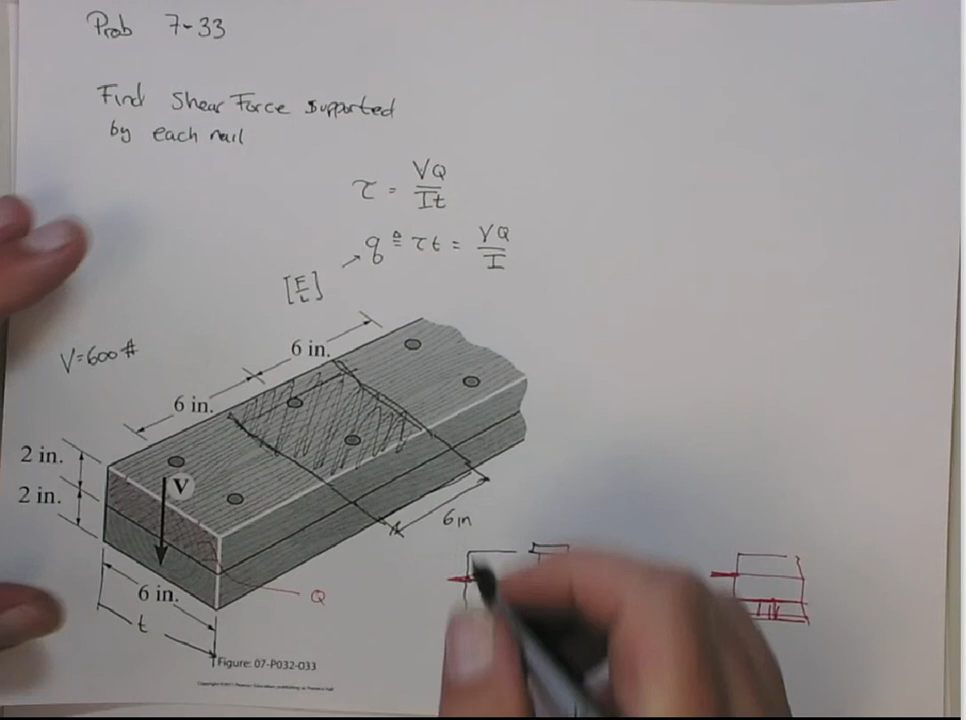 Prob 7-33
Find Shear Force supported
by each nail
τ = VQ/It
q ≜ τt = VQ/I
[F/L]
V=600#
6 in.
6 in.
2 in.
V
2 in.
6in
6 in.
Q
t
Figure: 07-P032-033